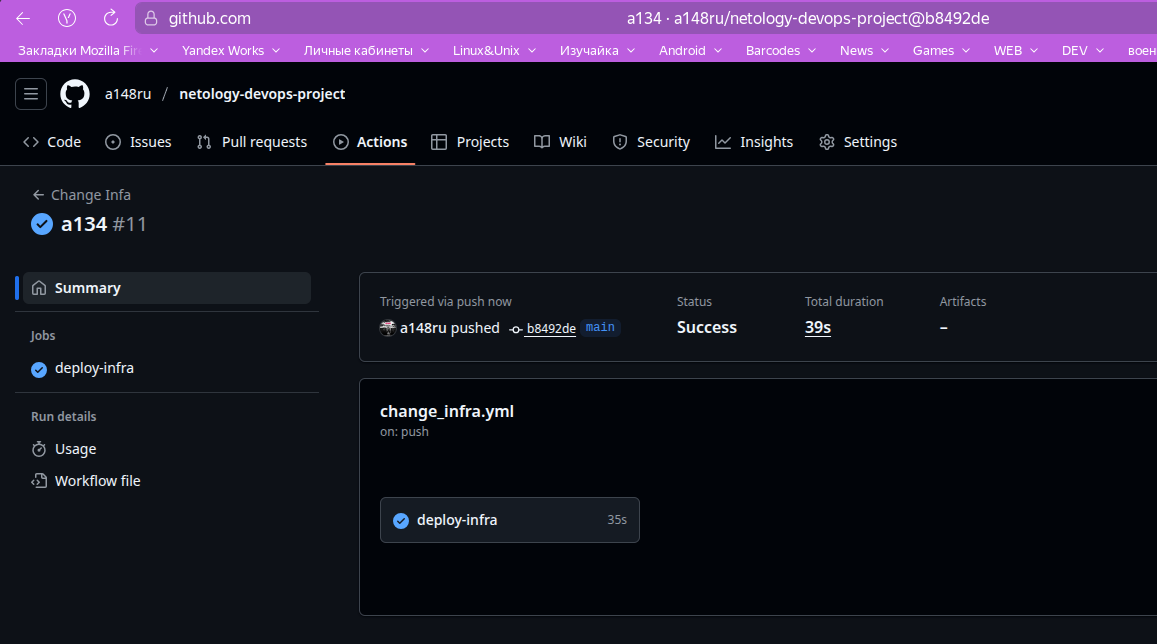 github.com a134 · a148ru/netology-devops-project@b8492de
Закладки Mozilla Fir Yandex Works Личные кабинеты Linux&Unix Изучайка Android Barcodes News Games WEB DEV воен
a148ru / netology-devops-project
Code Issues Pull requests Actions Projects Wiki Security Insights Settings
Change Infa
a134 #11
Summary
Jobs
deploy-infra
Run details
Usage
Workflow file
Triggered via push now
a148ru pushed b8492de main
Status
Success
Total duration
39s
Artifacts
–
change_infra.yml
on: push
deploy-infra 35s